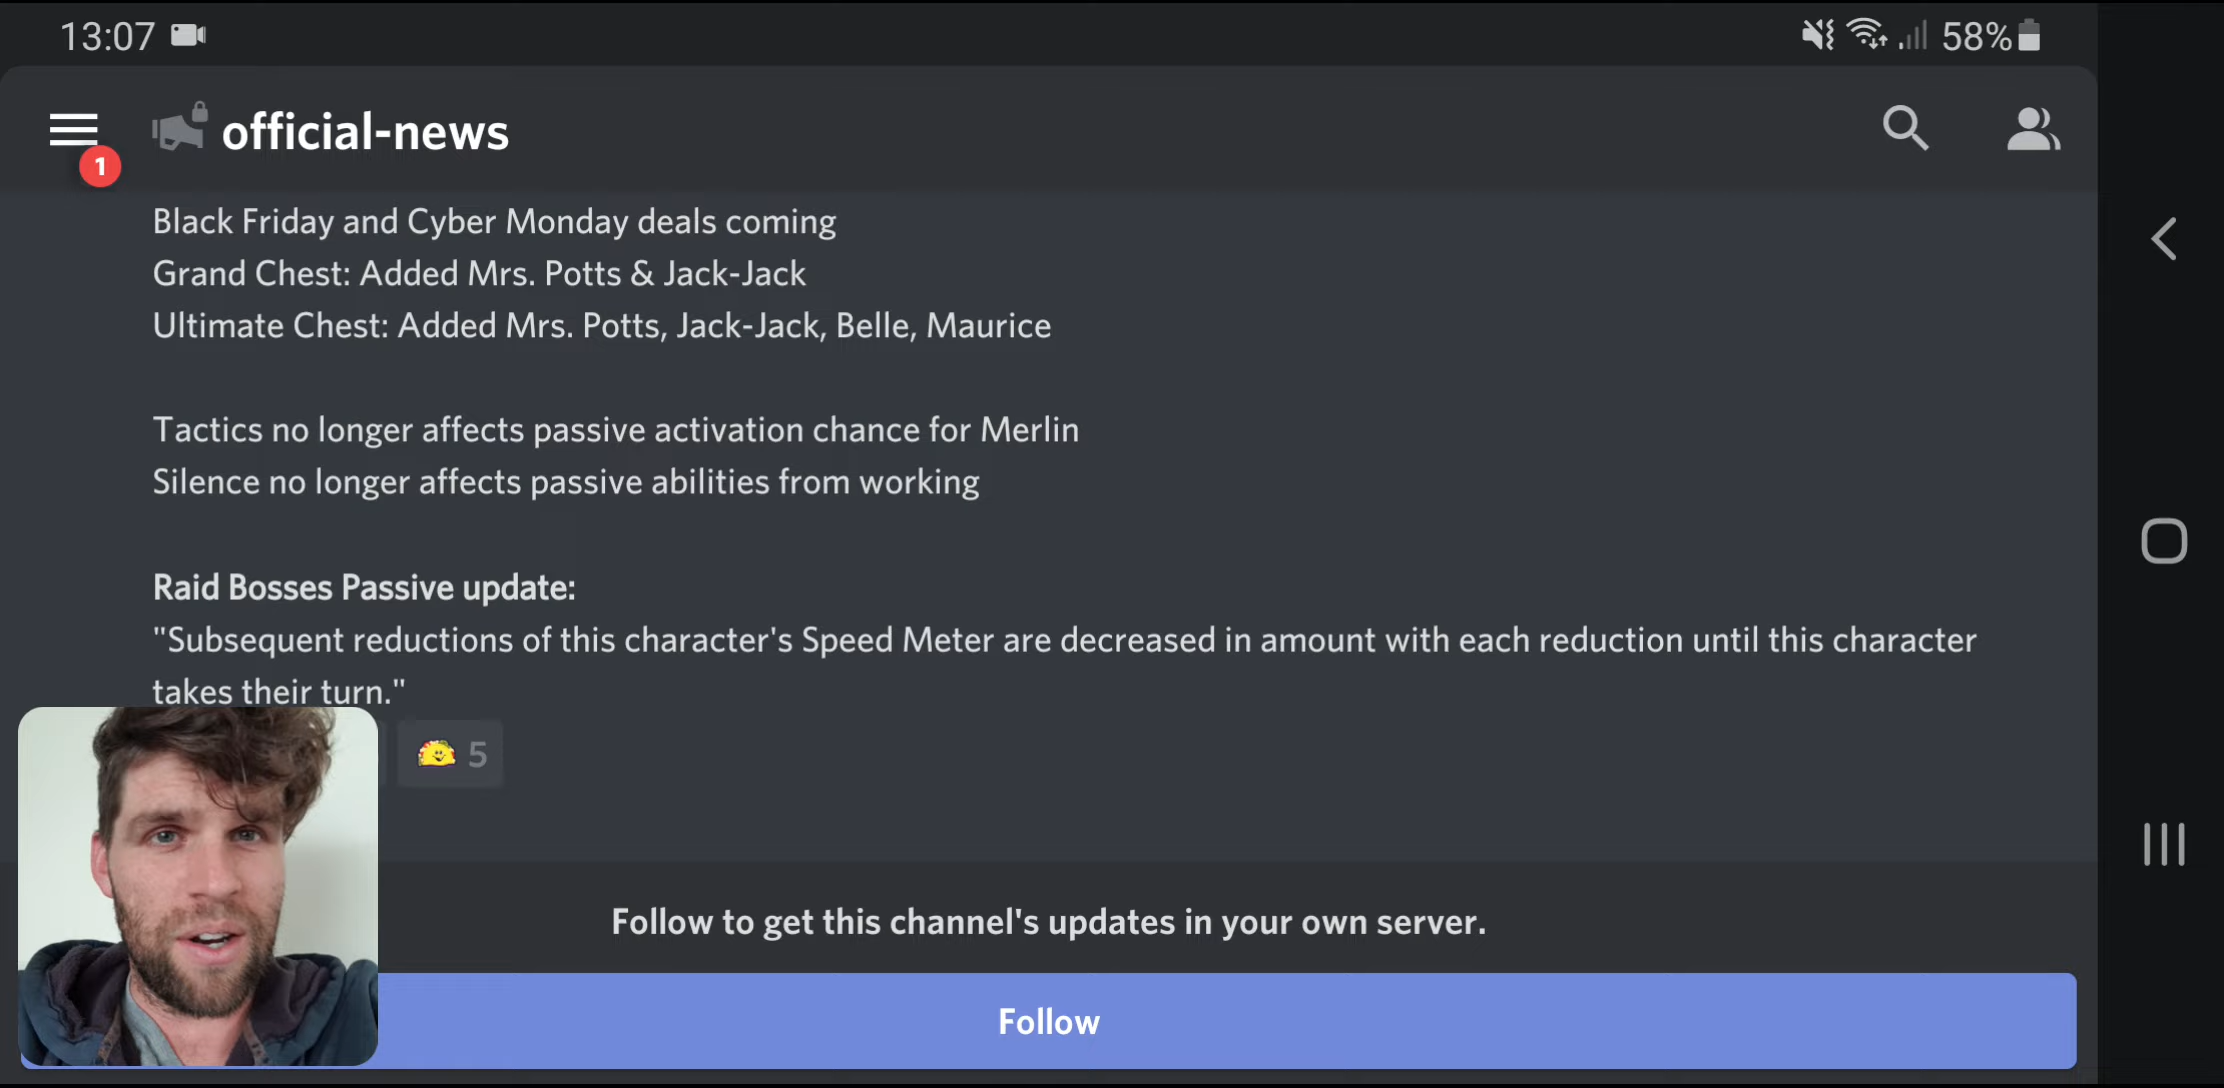 13:07
58%
1
official-news
Black Friday and Cyber Monday deals coming
Grand Chest: Added Mrs. Potts & Jack-Jack
Ultimate Chest: Added Mrs. Potts, Jack-Jack, Belle, Maurice
Tactics no longer affects passive activation chance for Merlin
Silence no longer affects passive abilities from working
Raid Bosses Passive update:
"Subsequent reductions of this character's Speed Meter are decreased in amount with each reduction until this character
takes their turn."
5
Follow to get this channel's updates in your own server.
Follow